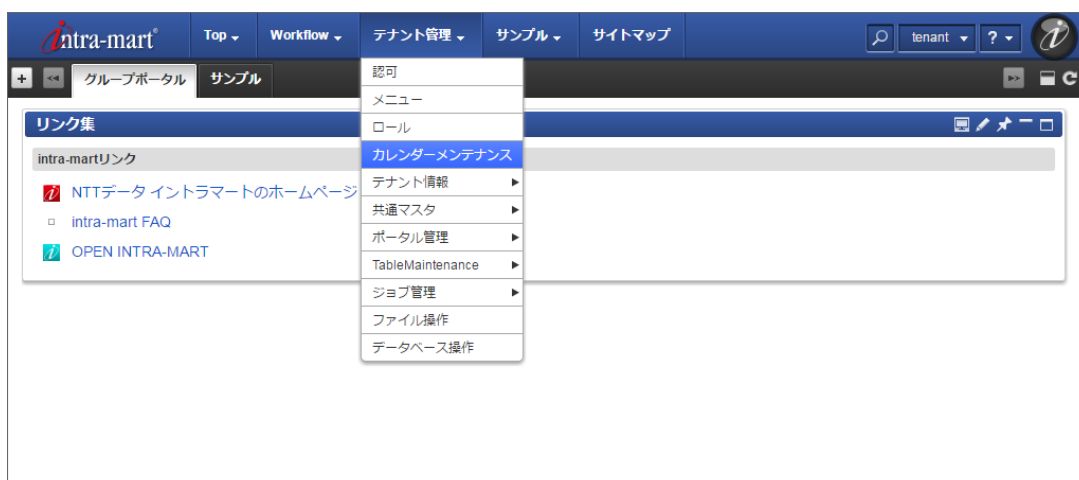 intra-mart® Top Workflow テナント管理 サンプル サイトマップ tenant ?
グループポータル サンプル
認可
メニュー
ロール
カレンダーメンテナンス
テナント情報
共通マスタ
ポータル管理
TableMaintenance
ジョブ管理
ファイル操作
データベース操作
リンク集
intra-martリンク
NTTデータ イントラマートのホームページ
intra-mart FAQ
OPEN INTRA-MART